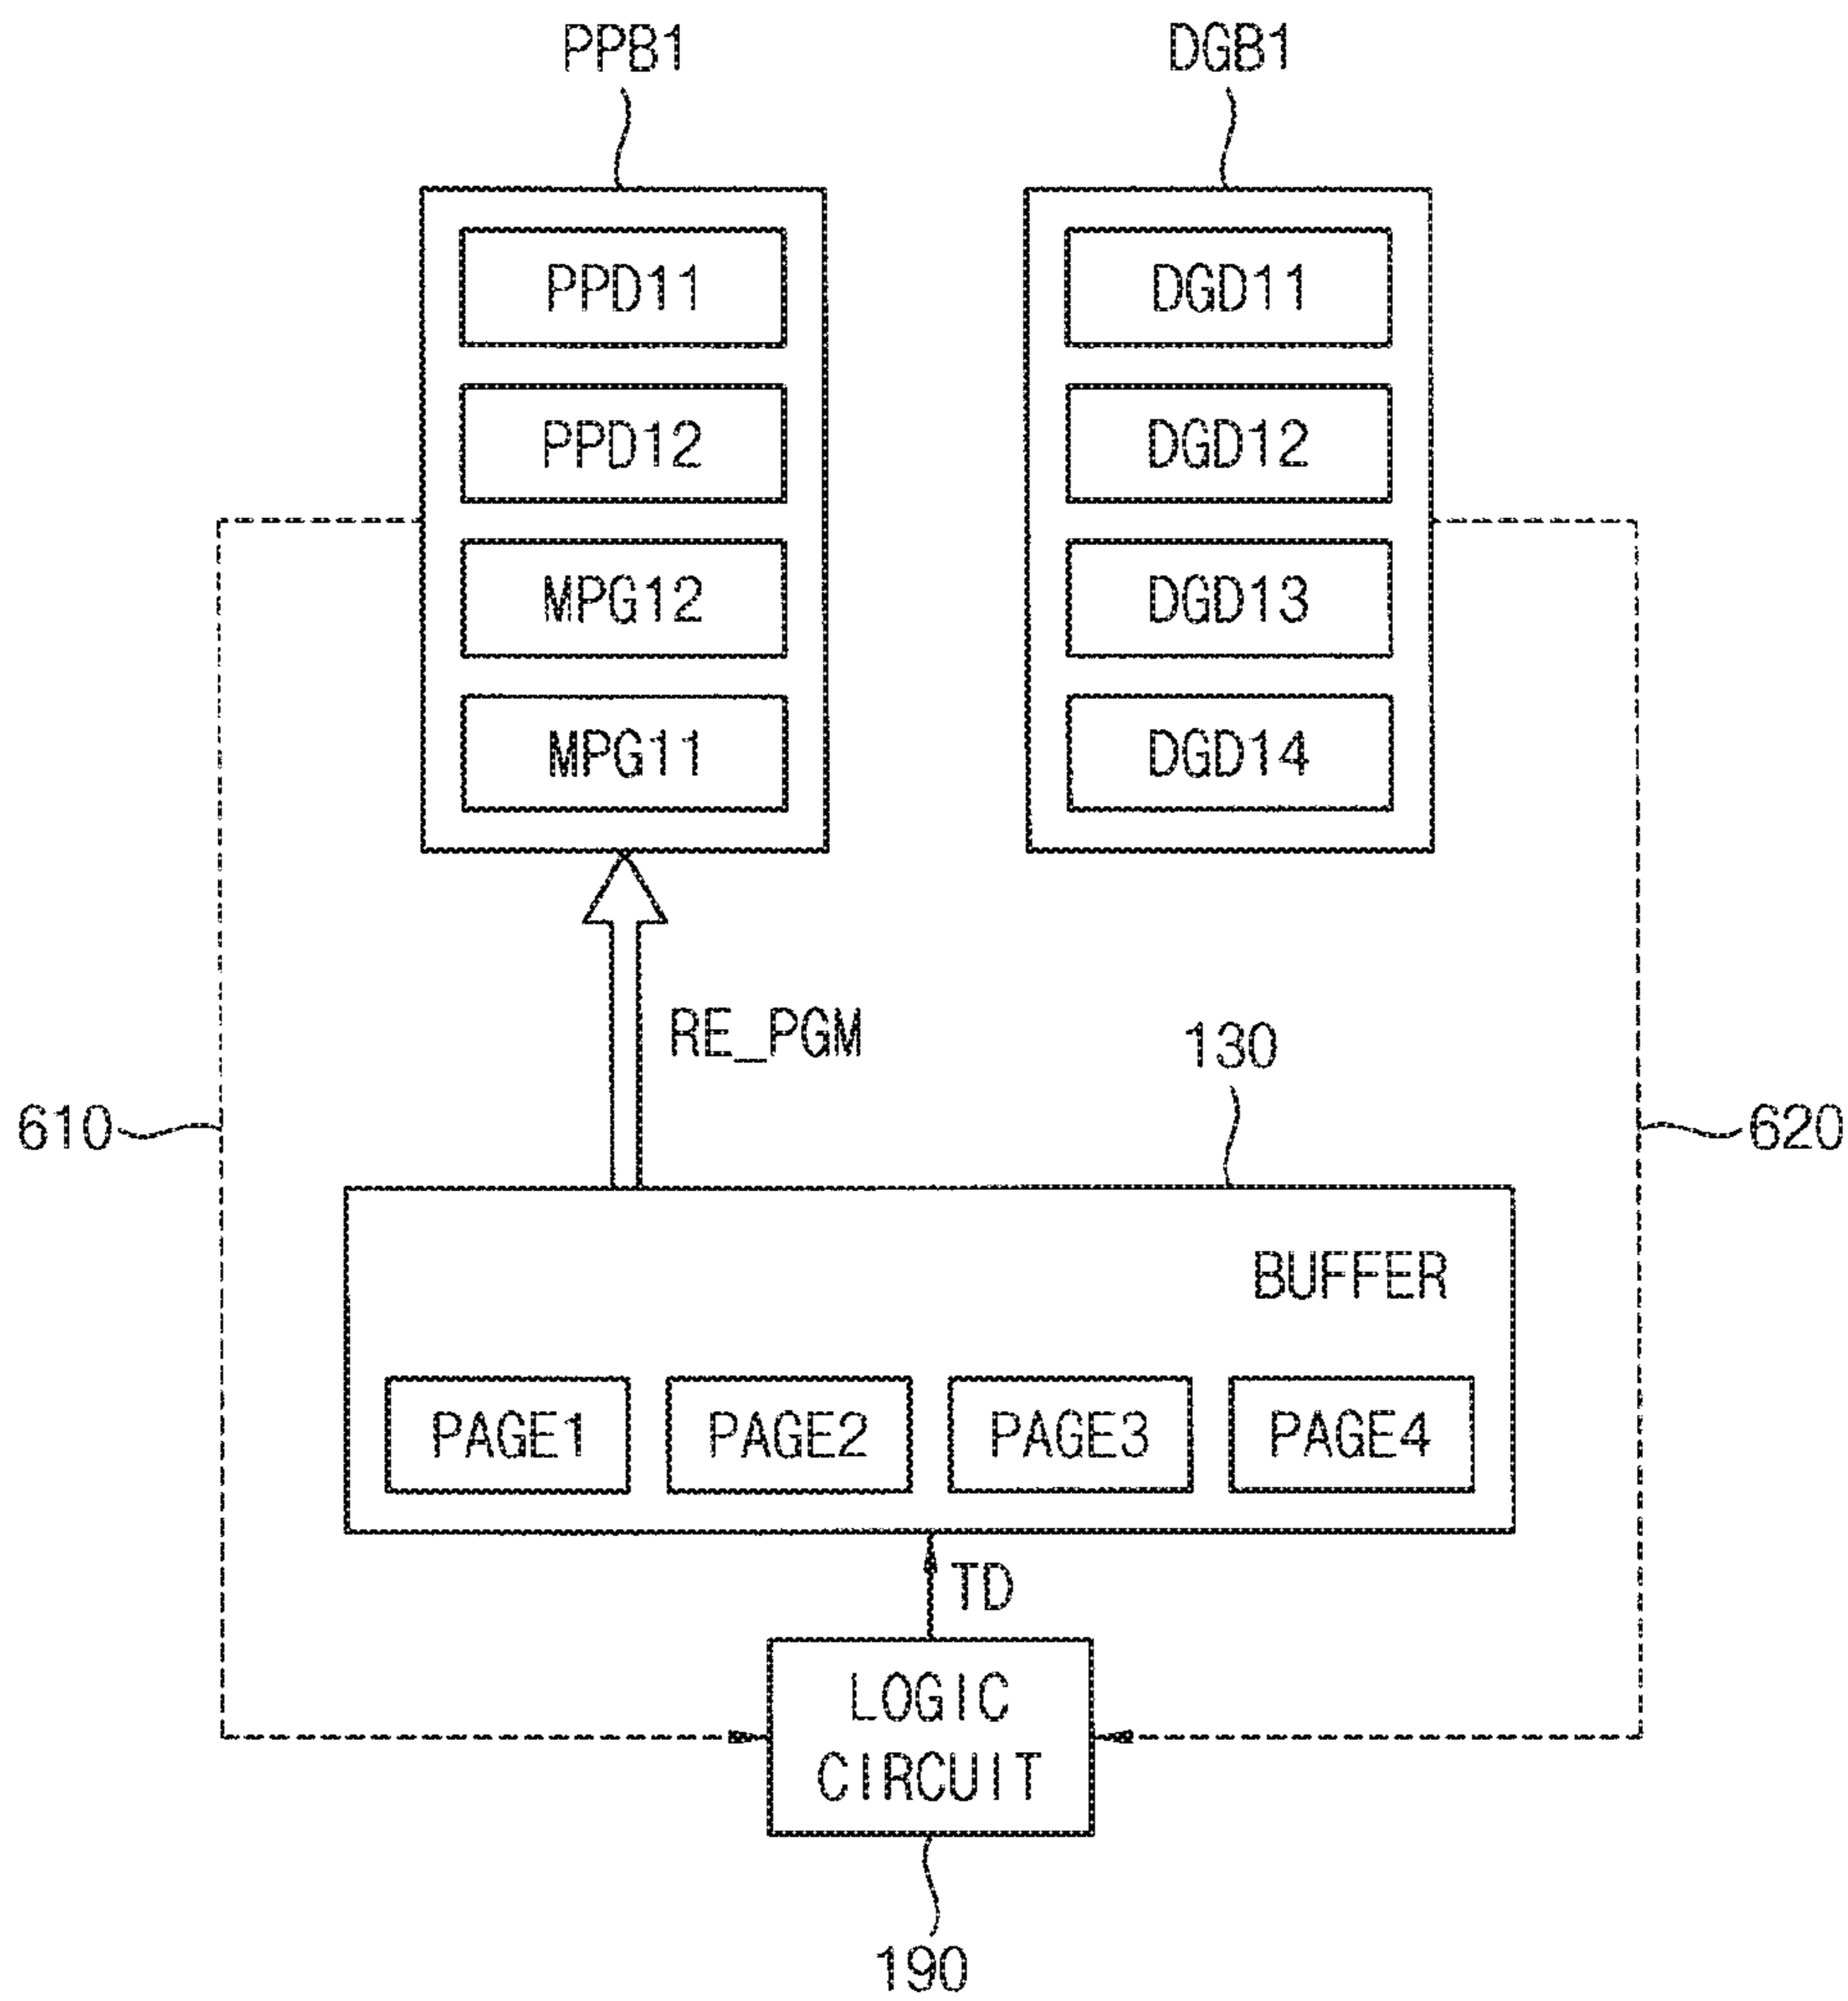 PPB1
DGB1
PPD11
DGD11
PPD12
DGD12
MPG12
DGD13
MPG11
DGD14
RE_PGM
130
610
620
BUFFER
PAGE1
PAGE2
PAGE3
PAGE4
TD
LOGIC
CIRCUIT
190